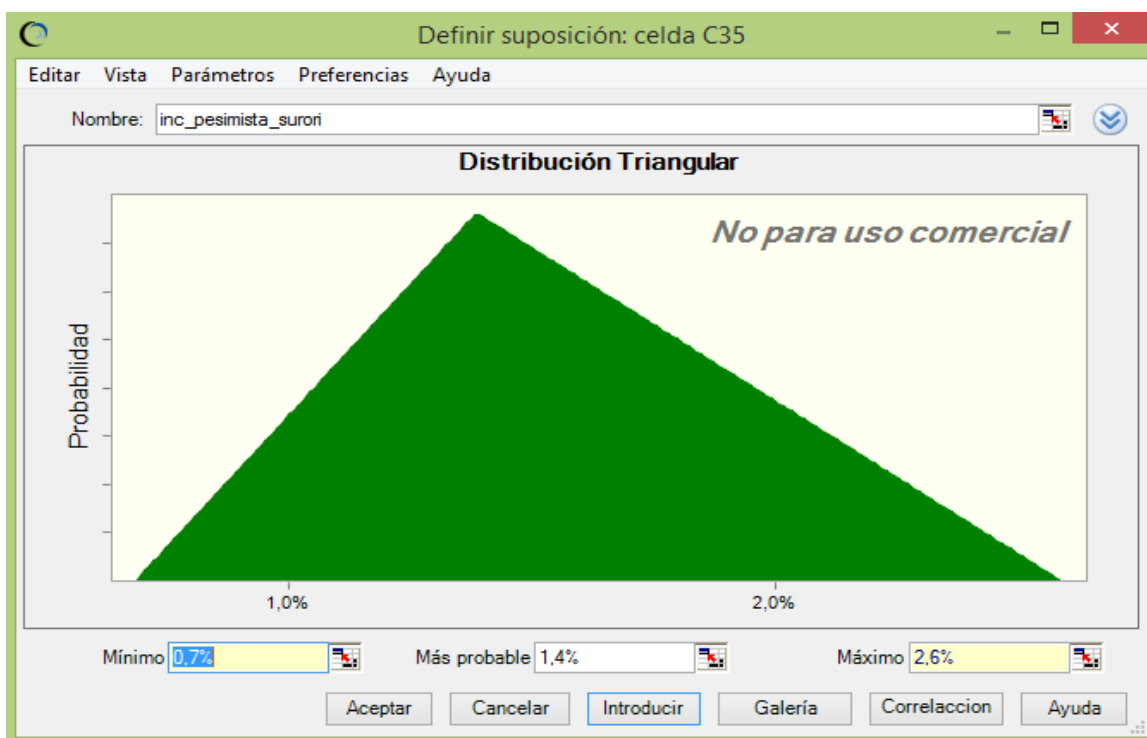 Definir suposición: celda C35
Editar Vista Parámetros Preferencias Ayuda
Nombre: inc_pesimista_surori
Distribución Triangular
No para uso comercial
Probabilidad
1,0% 2,0%
Mínimo 0,7% Más probable 1,4% Máximo 2,6%
Aceptar Cancelar Introducir Galería Correlaccion Ayuda